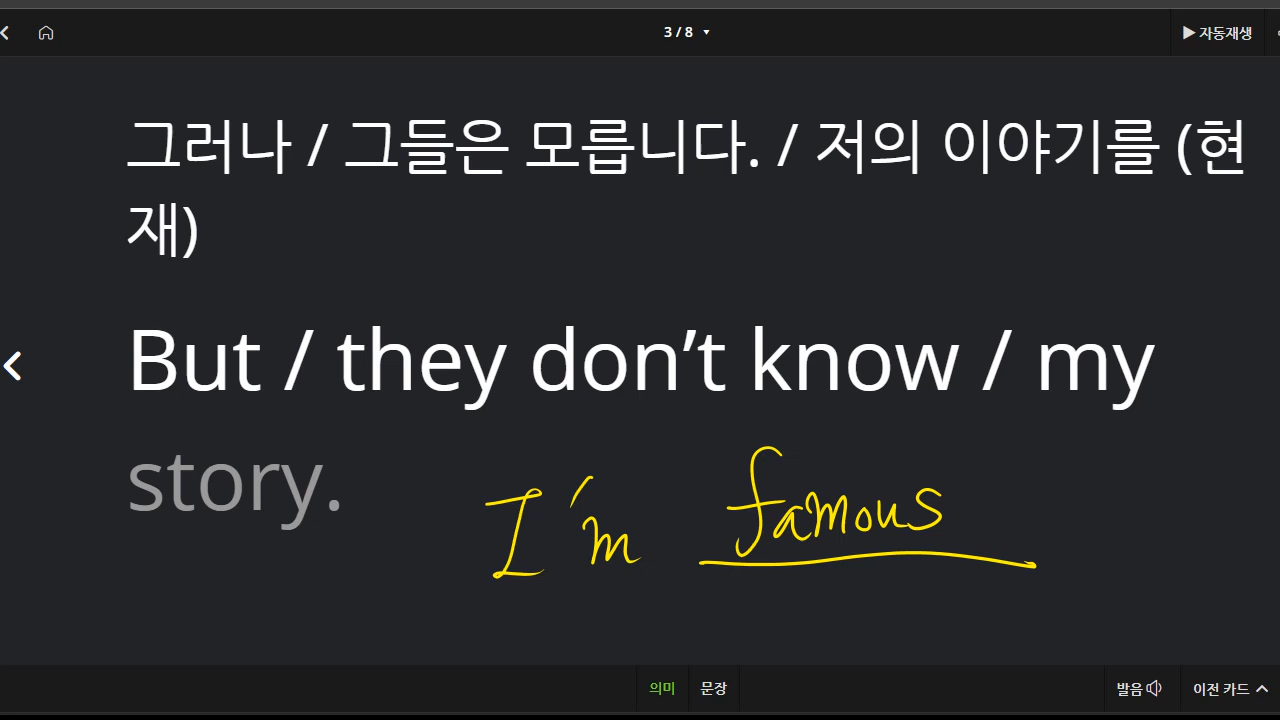 3 / 8 ▼
▶ 자동재생
그러나 / 그들은 모릅니다. / 저의 이야기를 (현
재)
But / they don’t know / my
story.
I'm famous
의미 문장
발음 이전 카드